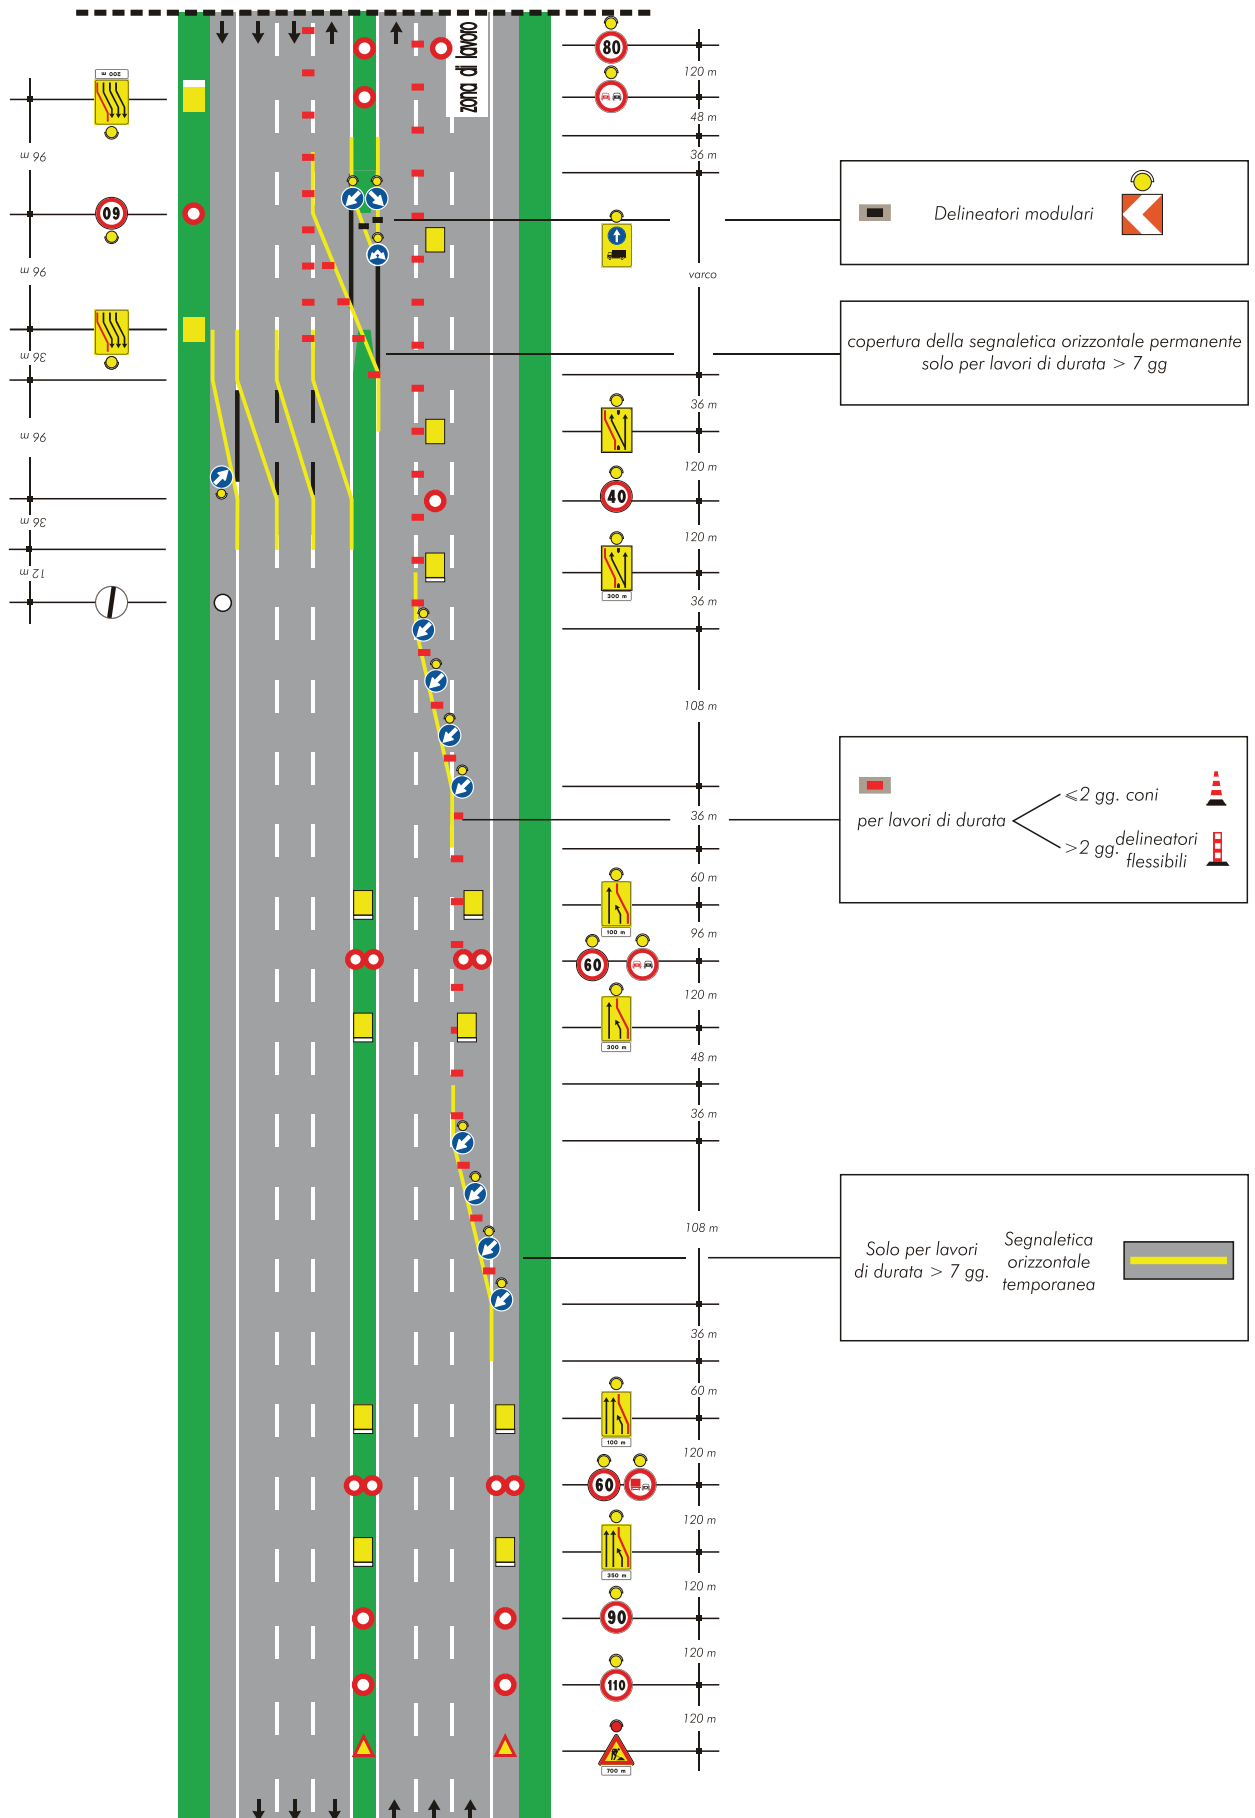 zona di lavoro
200 m
96 m
60
96 m
36 m
96 m
36 m
12 m
80
120 m
48 m
36 m
varco
36 m
120 m
40
120 m
300 m
36 m
108 m
36 m
60 m
100 m
96 m
60
120 m
300 m
48 m
36 m
108 m
36 m
60 m
100 m
120 m
60
120 m
350 m
120 m
90
120 m
110
120 m
700 m
Delineatori modulari
copertura della segnaletica orizzontale permanente
solo per lavori di durata > 7 gg
per lavori di durata
⩽2 gg. coni
>2 gg. delineatori
flessibili
Solo per lavori
di durata > 7 gg.
Segnaletica
orizzontale
temporanea